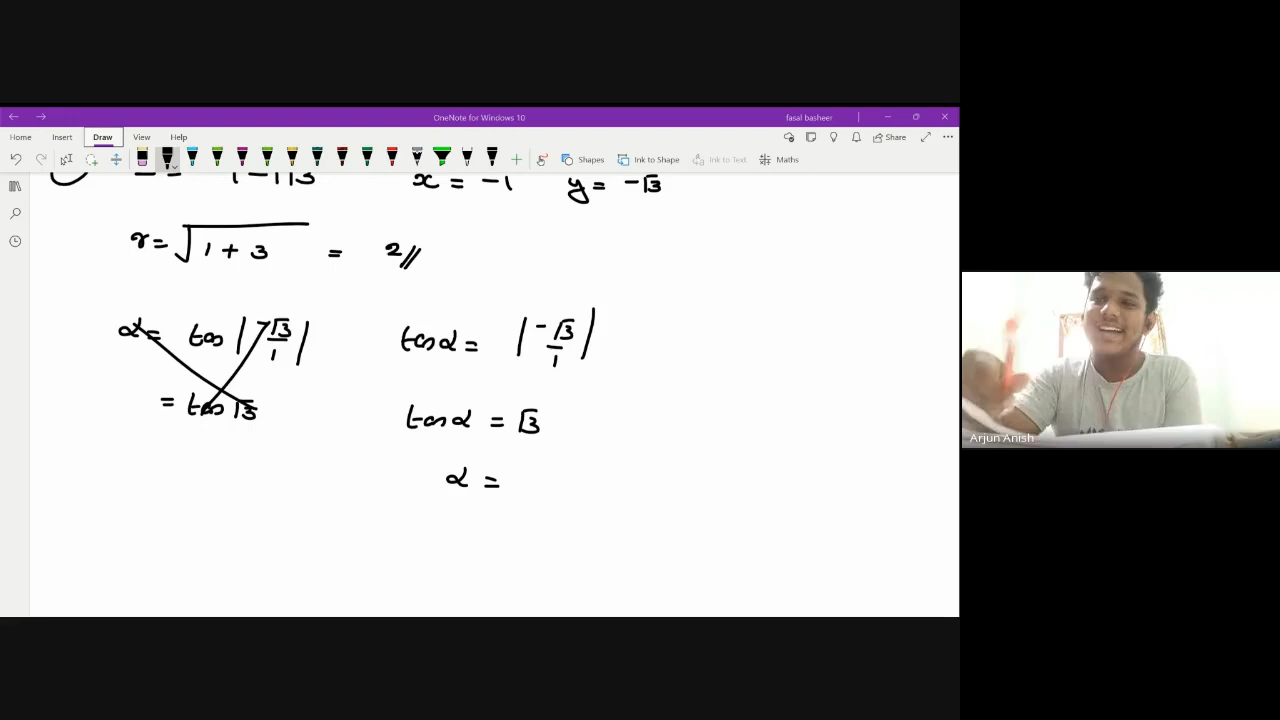 OneNote for Windows 10
fasal basheer
Home Insert Draw View Help
Share
Shapes Ink to Shape Ink to Text Maths
x = -1 y = -√3
r = √1 + 3 = 2//
α = tan |-√3/1| tan α = |-√3/1|
= tan √3 tan α = √3
α =
Arjun Anish